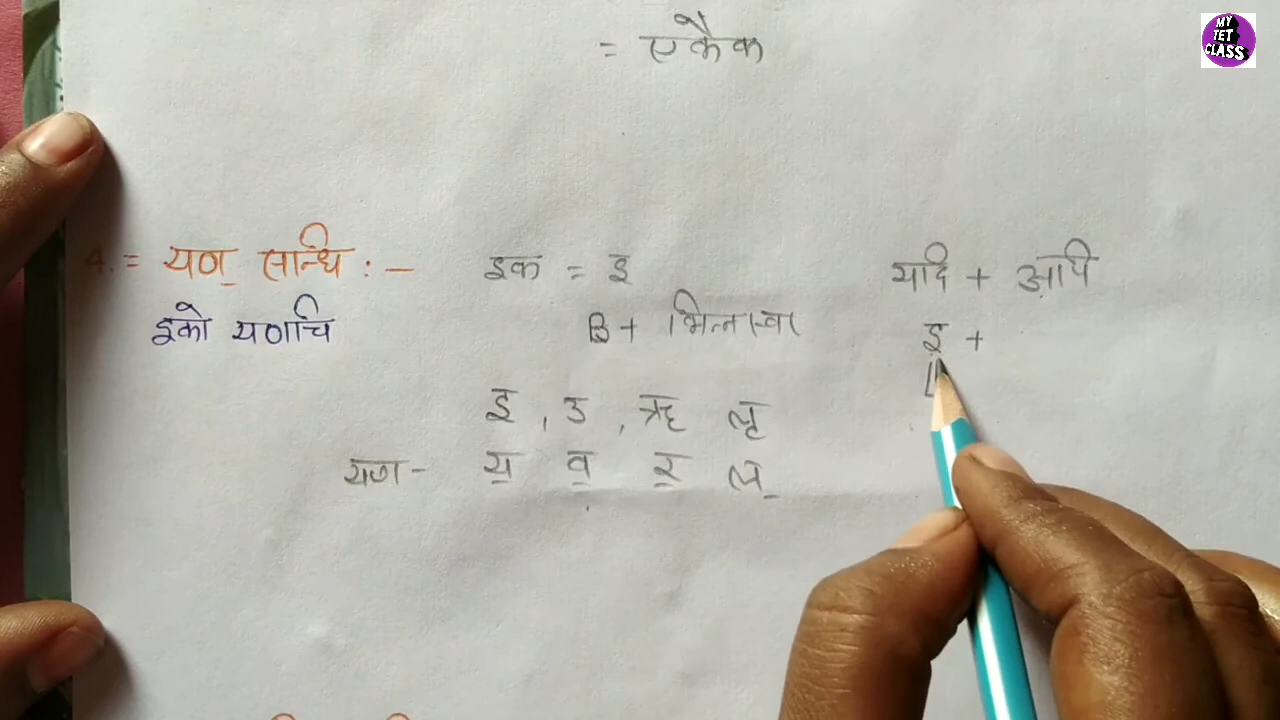 MY
TET
CLASS
= एकैक
4.= यण् सन्धि : -
इक = इ
यदि + अपि
इको यणचि
इ + भिन्न स्वर
इ +
इ , उ , ऋ लृ
यण - य् व् र् ल्